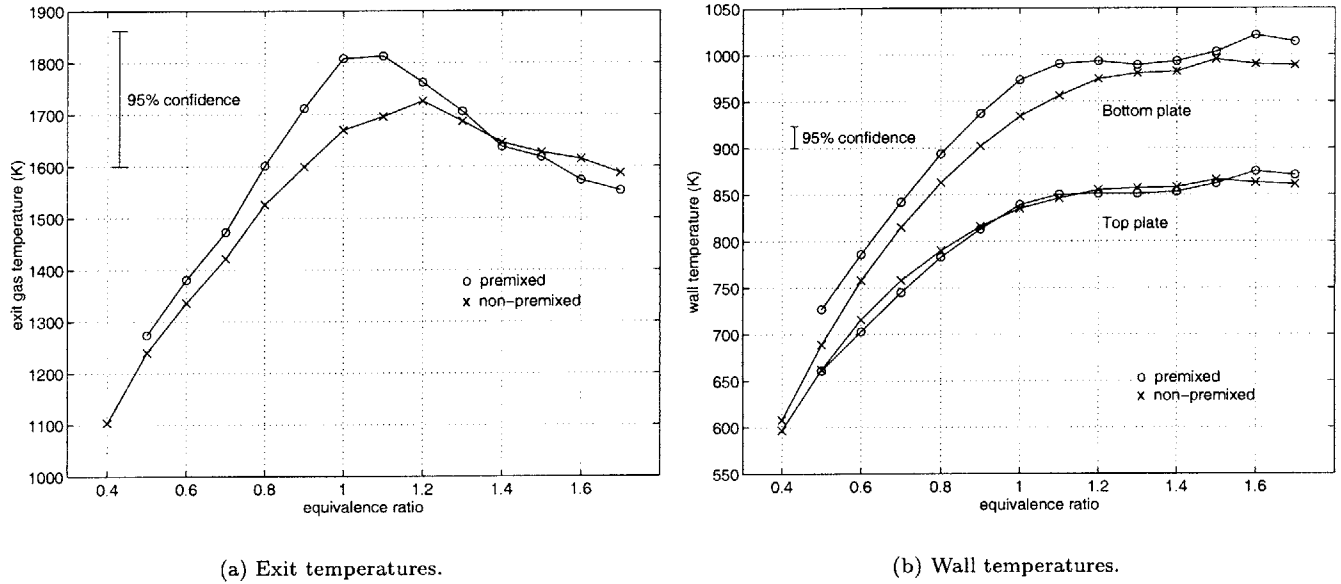 1900
1800
1700
1600
1500
1400
1300
1200
1100
1000
exit gas temperature (K)
95% confidence
premixed
non-premixed
0.4 0.6 0.8 1 1.2 1.4 1.6
equivalence ratio
(a) Exit temperatures.
1050
1000
950
900
850
800
750
700
650
600
550
wall temperature (K)
95% confidence
Bottom plate
Top plate
premixed
non-premixed
0.4 0.6 0.8 1 1.2 1.4 1.6
equivalence ratio
(b) Wall temperatures.